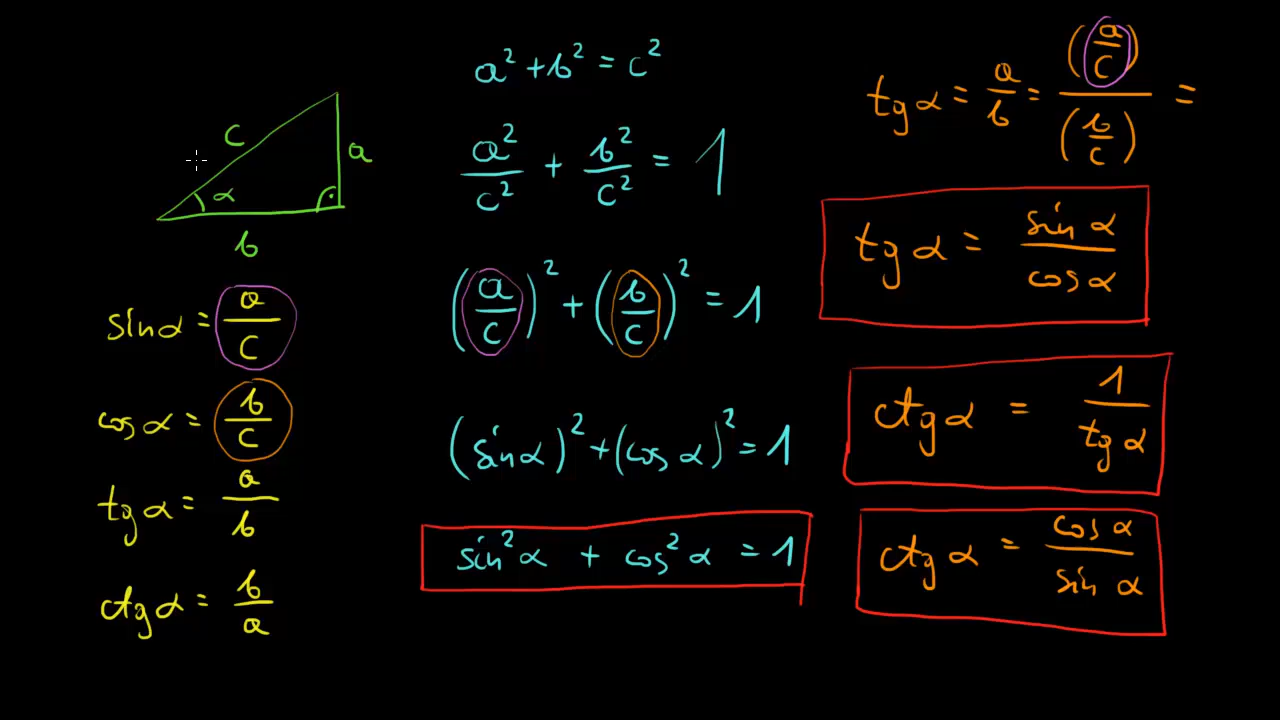 c
a
α
b
sin α = a/c
cos α = b/c
tg α = a/b
ctg α = b/a
a² + b² = c²
a²/c² + b²/c² = 1
(a/c)² + (b/c)² = 1
(sin α)² + (cos α)² = 1
sin² α + cos² α = 1
tg α = a/b = (a/c)/(b/c) =
tg α = sin α/cos α
ctg α = 1/tg α
ctg α = cos α/sin α